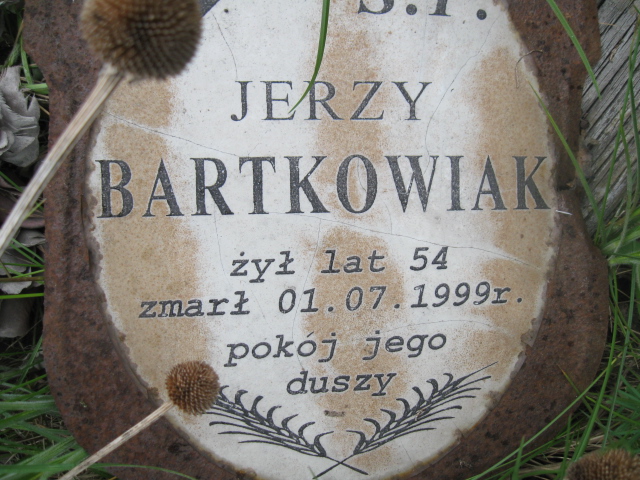 Ś.P.
JERZY
BARTKOWIAK
żył lat 54
zmarł 01.07.1999r.
pokój jego
duszy